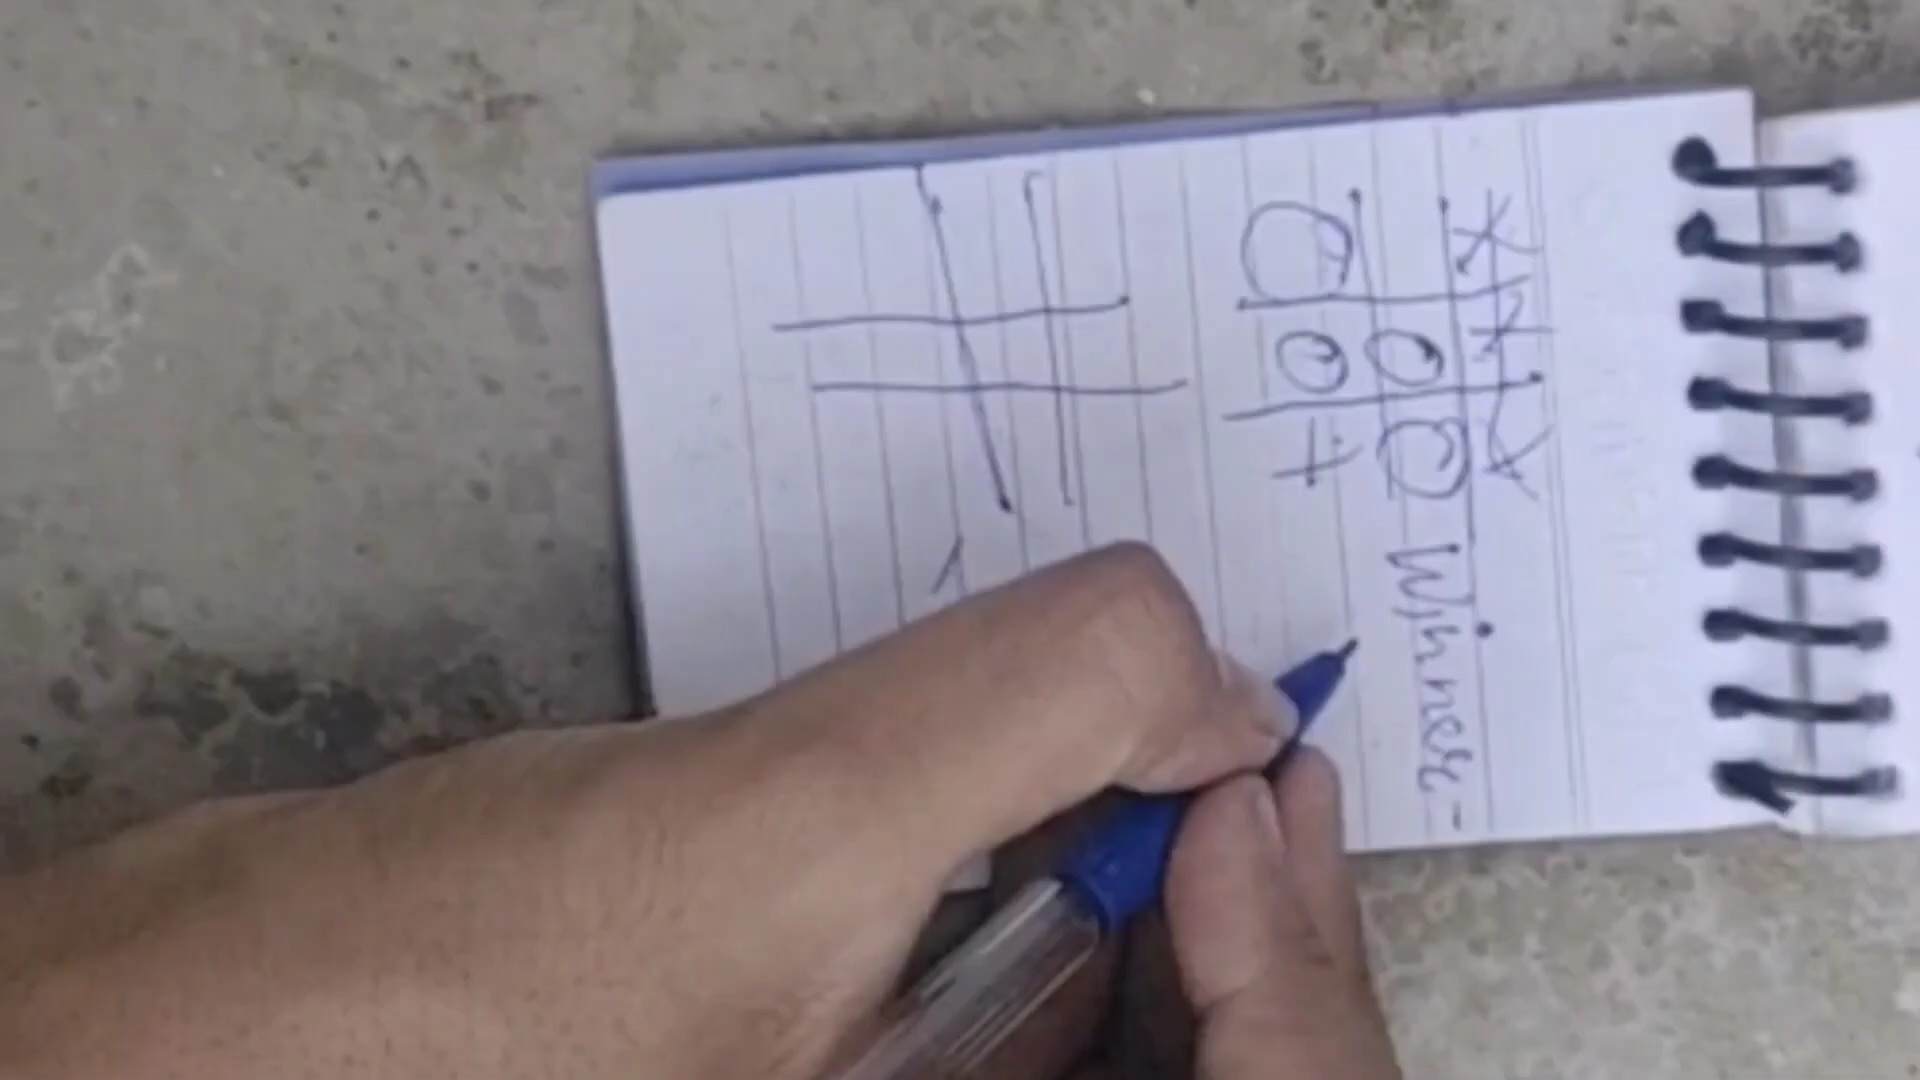 X X X
O O
O O X
Winner-